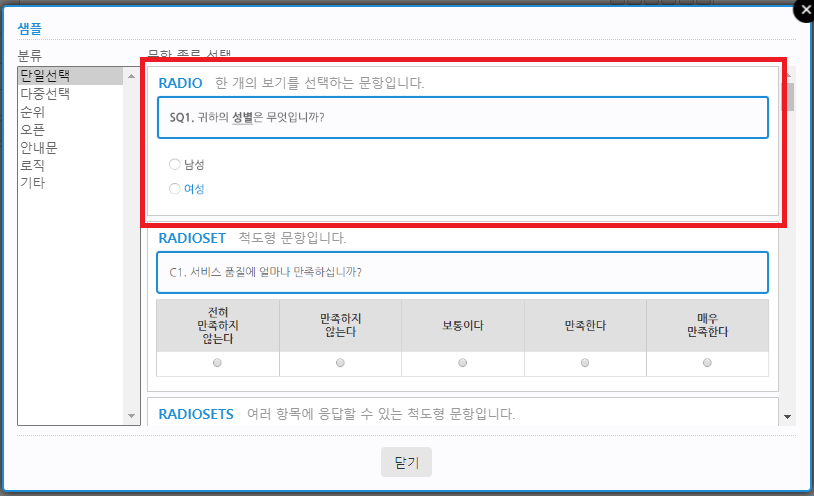 샘플
분류
문항 종류 선택
단일선택
다중선택
순위
오픈
안내문
로직
기타
RADIO 한 개의 보기를 선택하는 문항입니다.
SQ1. 귀하의 성별은 무엇입니까?
남성
여성
RADIOSET 척도형 문항입니다.
C1. 서비스 품질에 얼마나 만족하십니까?
전혀
만족하지
않는다
만족하지
않는다
보통이다
만족한다
매우
만족한다
RADIOSETS 여러 항목에 응답할 수 있는 척도형 문항입니다.
닫기